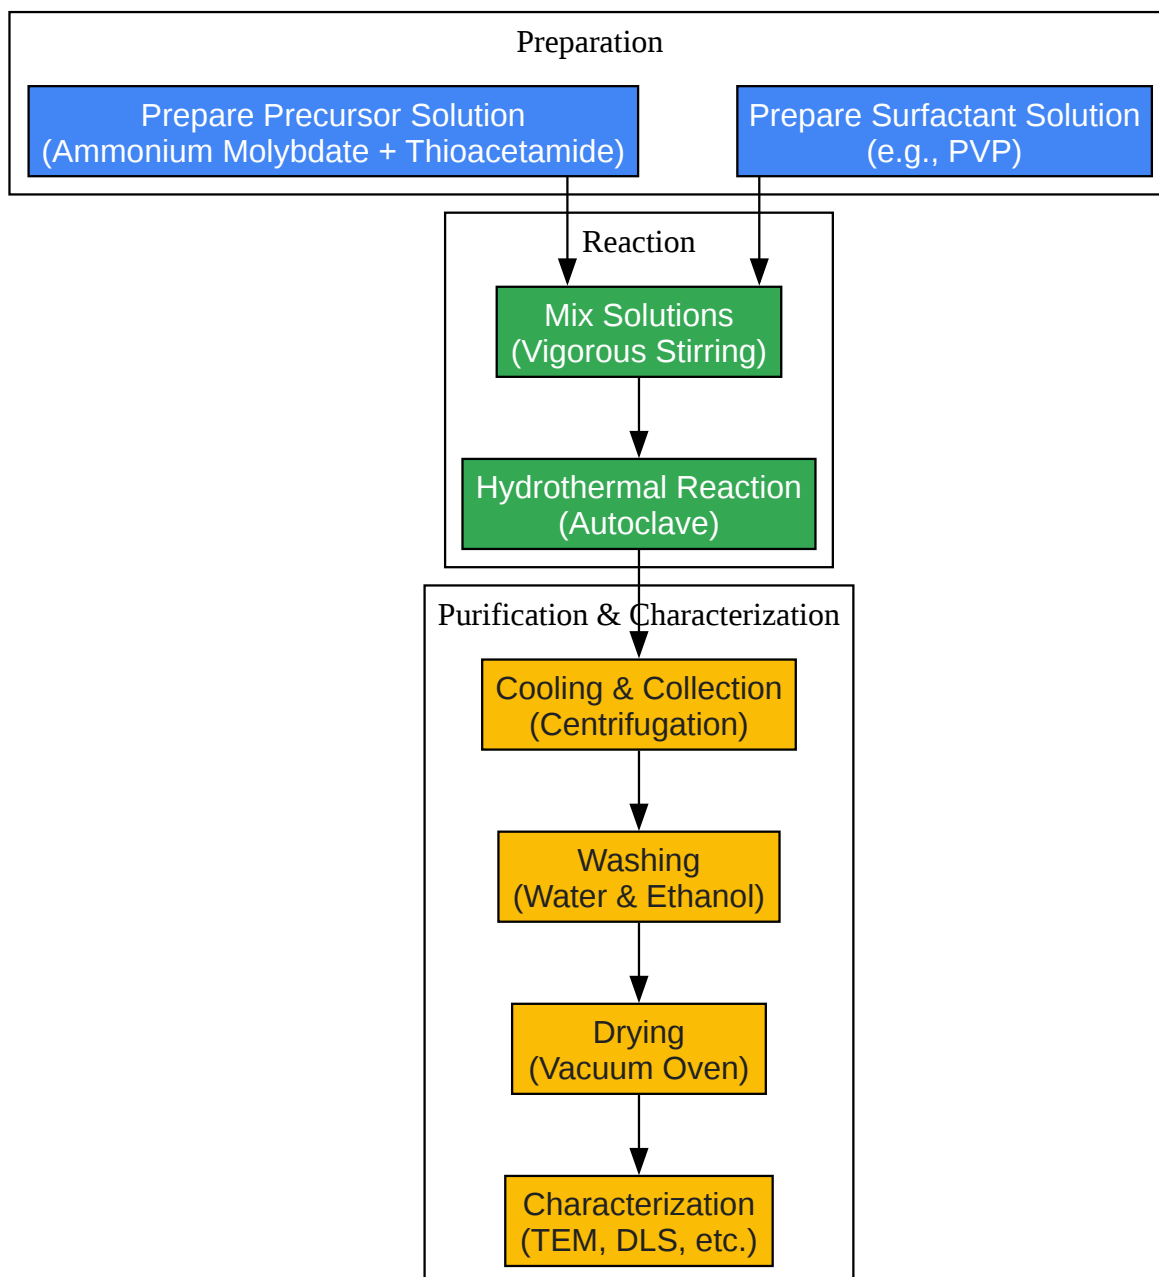 Preparation
Prepare Precursor Solution
(Ammonium Molybdate + Thioacetamide)
Prepare Surfactant Solution
(e.g., PVP)
Reaction
Mix Solutions
(Vigorous Stirring)
Hydrothermal Reaction
(Autoclave)
Purification & Characterization
Cooling & Collection
(Centrifugation)
Washing
(Water & Ethanol)
Drying
(Vacuum Oven)
Characterization
(TEM, DLS, etc.)